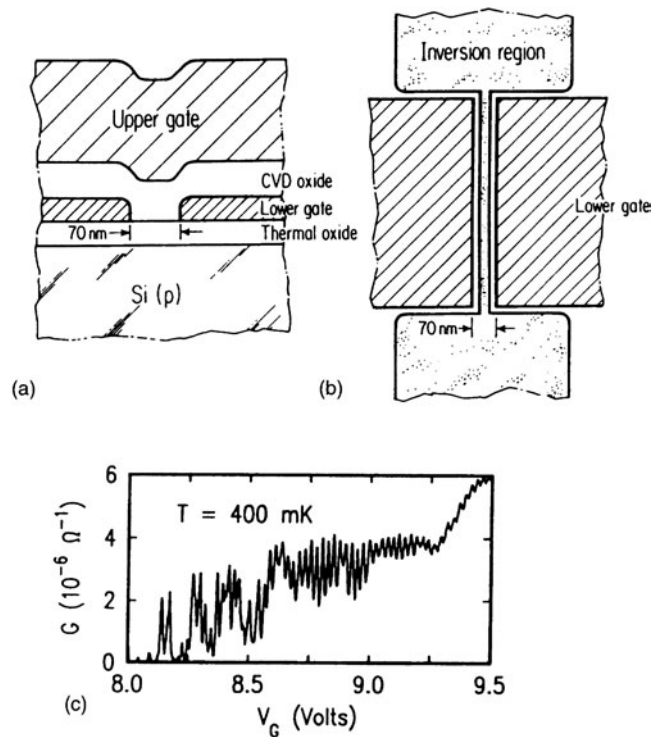 Upper gate
CVD oxide
Lower gate
70 nm
Thermal oxide
Si (p)
(a)
Inversion region
Lower gate
70 nm
(b)
T = 400 mK
G (10⁻⁶ Ω⁻¹)
6
4
2
0
8.0 8.5 9.0 9.5
V_G (Volts)
(c)